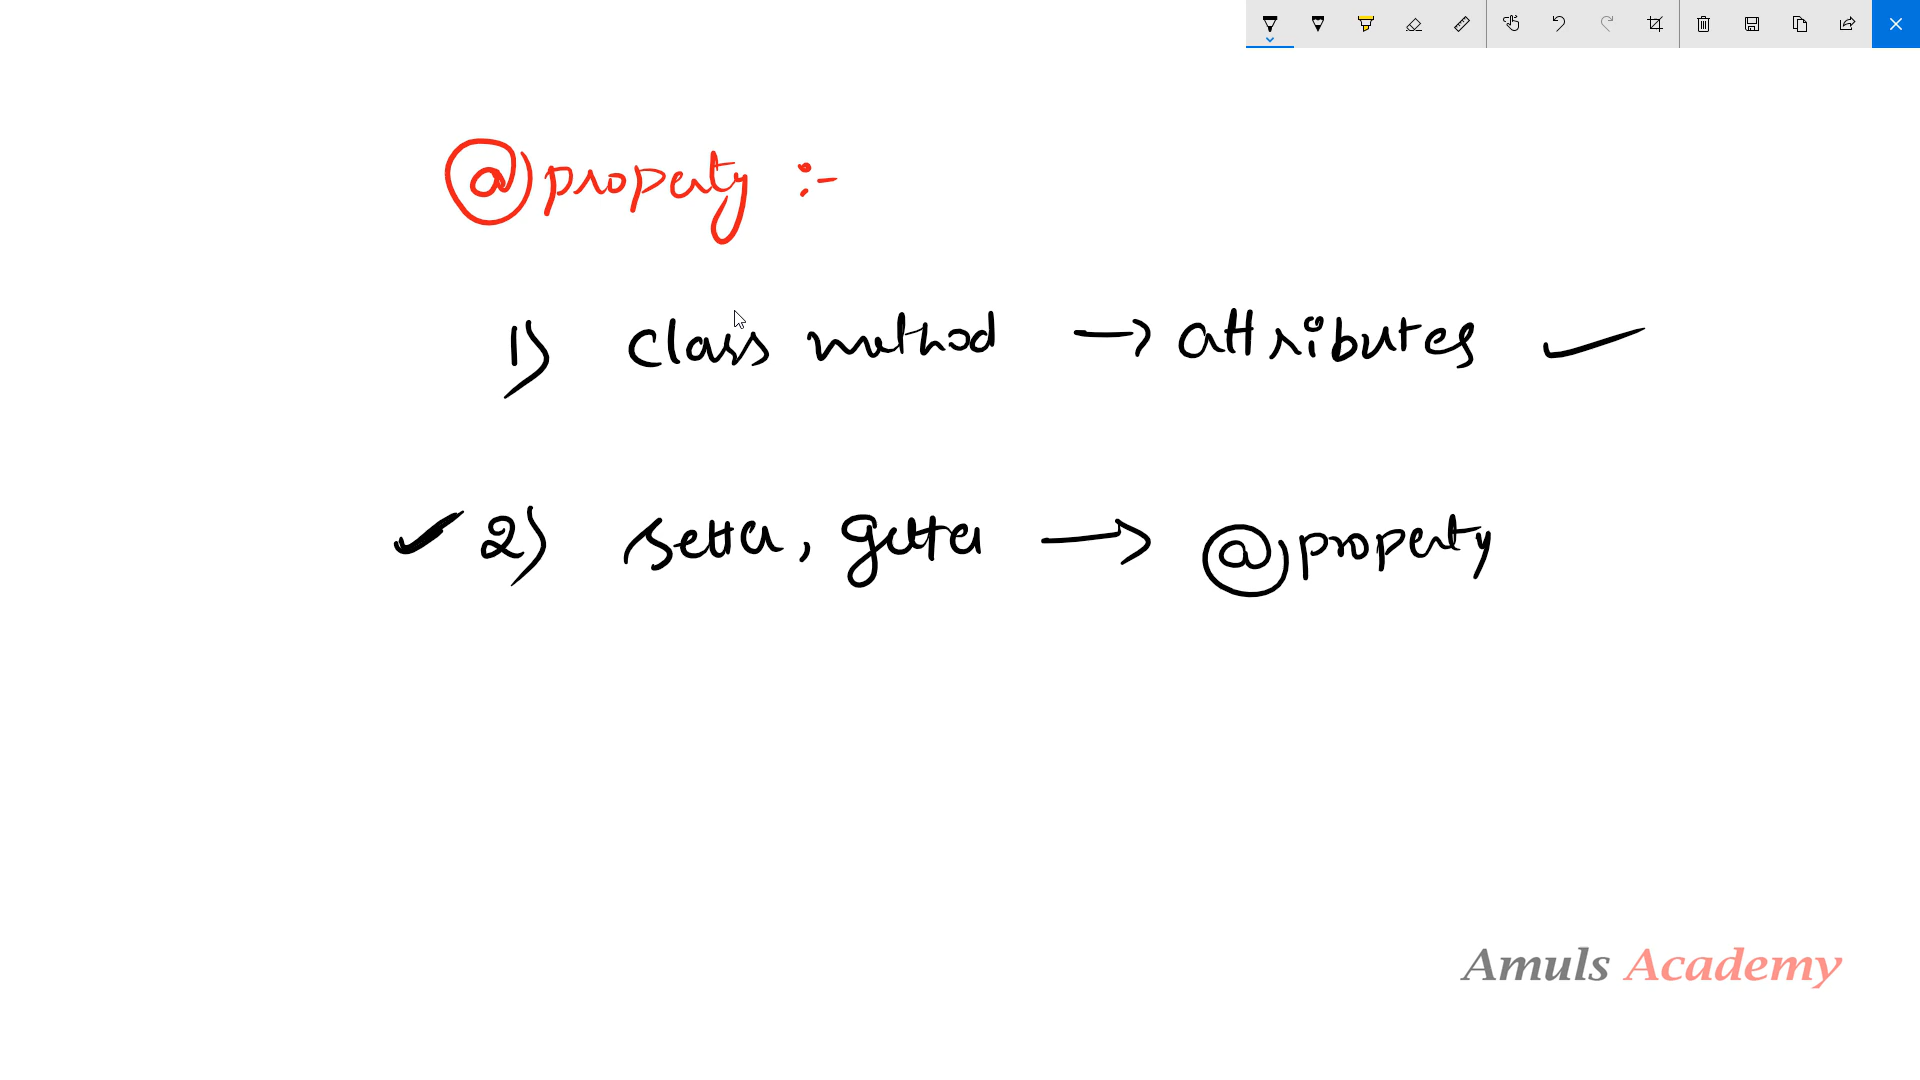 @property :-
1) class method → attributes ✓
✓ 2) setter, getter → @property
Amuls Academy